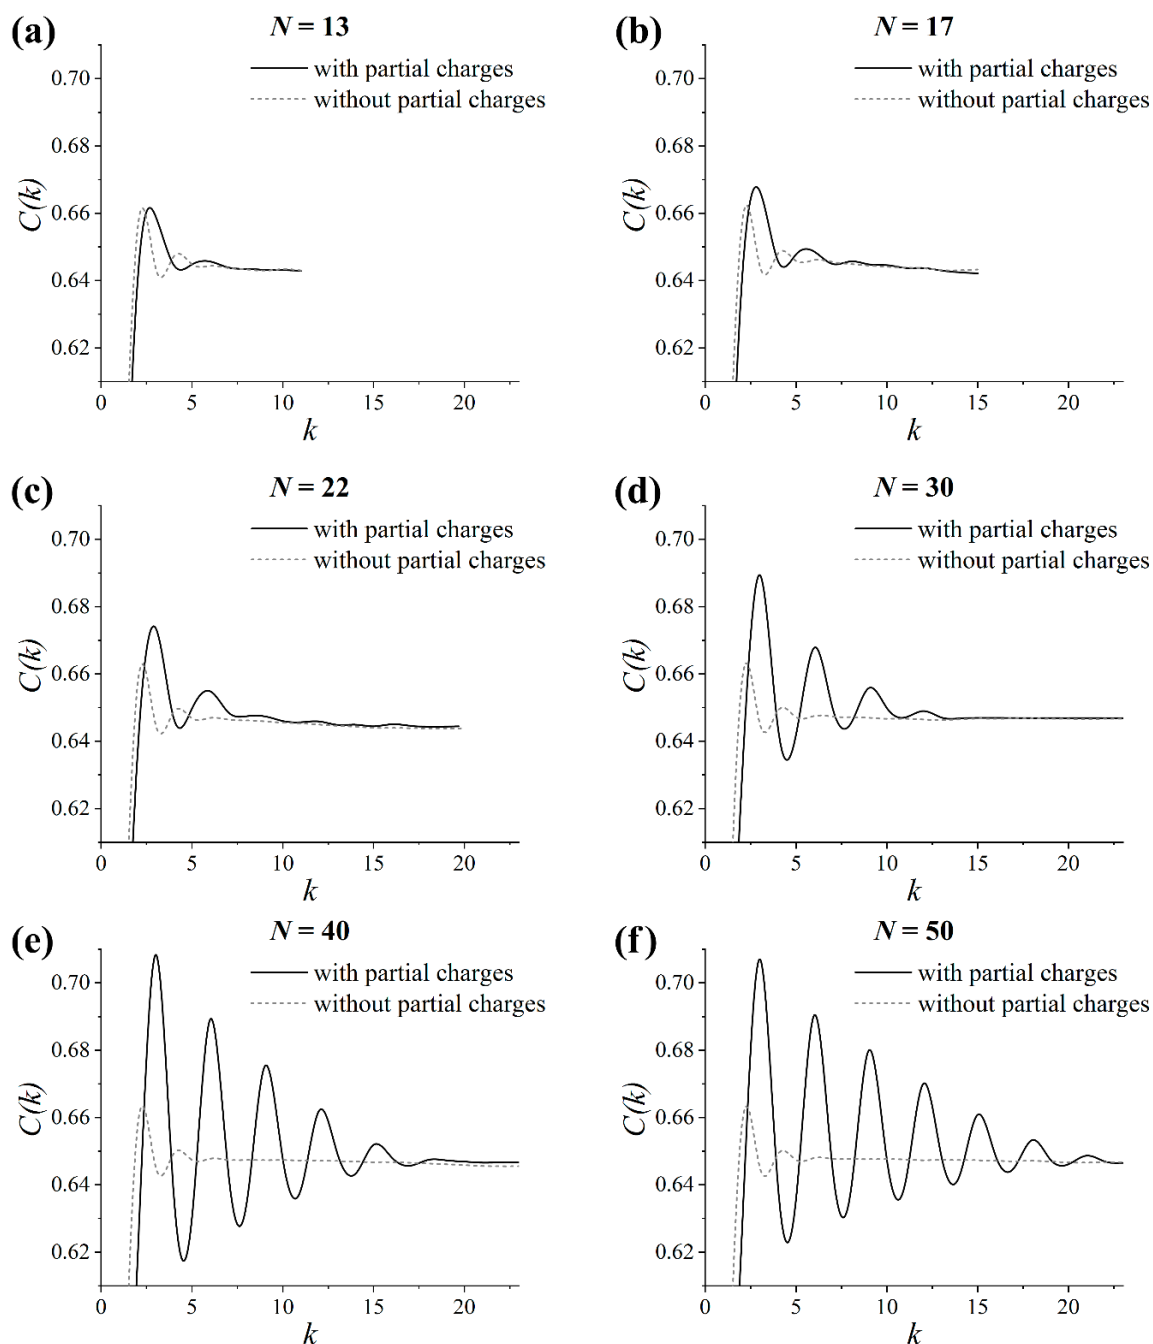 (a) N = 13
with partial charges
without partial charges
0.70
0.68
0.66
0.64
0.62
C(k)
0 5 10 15 20
k
(b) N = 17
with partial charges
without partial charges
0.70
0.68
0.66
0.64
0.62
C(k)
0 5 10 15 20
k
(c) N = 22
with partial charges
without partial charges
0.70
0.68
0.66
0.64
0.62
C(k)
0 5 10 15 20
k
(d) N = 30
with partial charges
without partial charges
0.70
0.68
0.66
0.64
0.62
C(k)
0 5 10 15 20
k
(e) N = 40
with partial charges
without partial charges
0.70
0.68
0.66
0.64
0.62
C(k)
0 5 10 15 20
k
(f) N = 50
with partial charges
without partial charges
0.70
0.68
0.66
0.64
0.62
C(k)
0 5 10 15 20
k